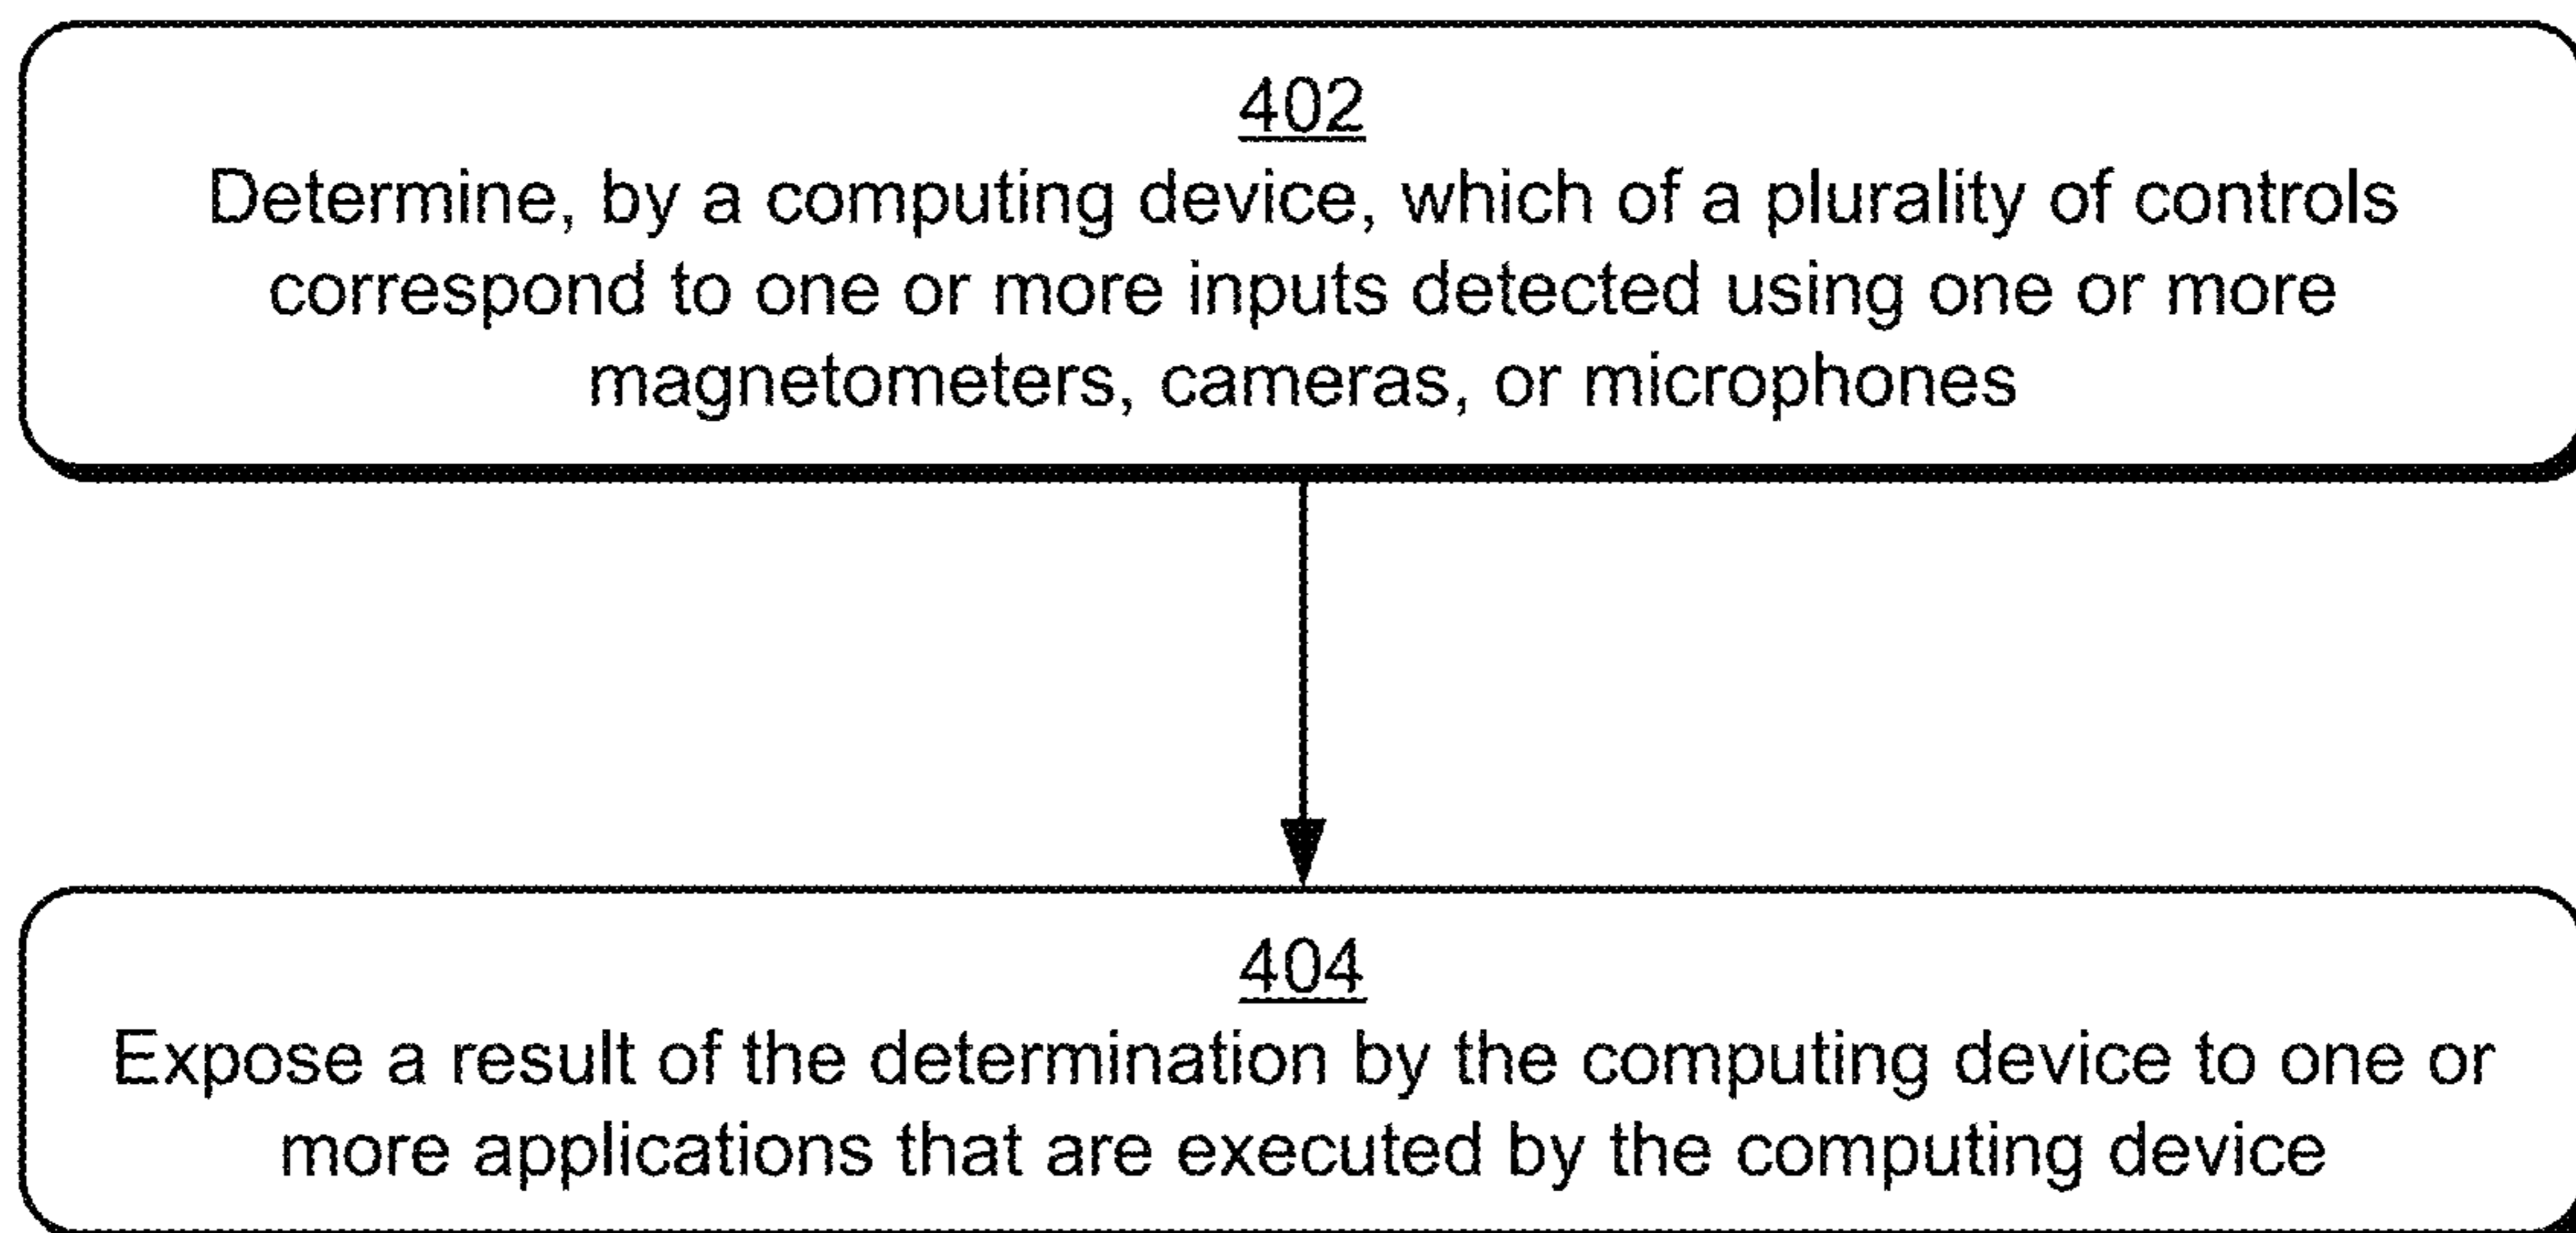 402
Determine, by a computing device, which of a plurality of controls
correspond to one or more inputs detected using one or more
magnetometers, cameras, or microphones
404
Expose a result of the determination by the computing device to one or
more applications that are executed by the computing device